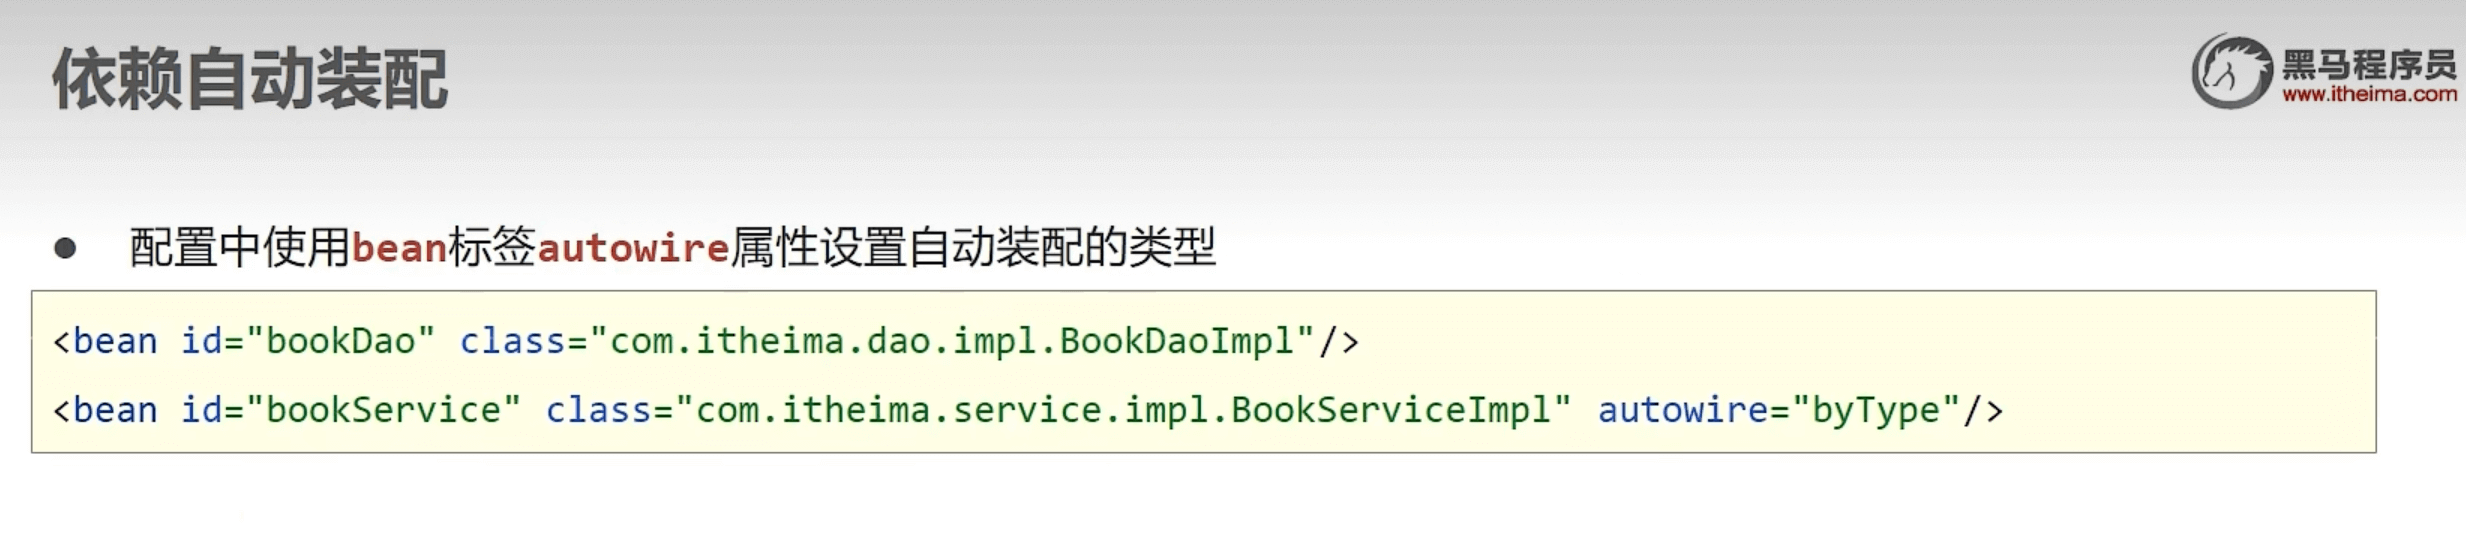 依赖自动装配
黑马程序员
www.itheima.com
● 配置中使用bean标签autowire属性设置自动装配的类型
<bean id="bookDao" class="com.itheima.dao.impl.BookDaoImpl"/>
<bean id="bookService" class="com.itheima.service.impl.BookServiceImpl" autowire="byType"/>